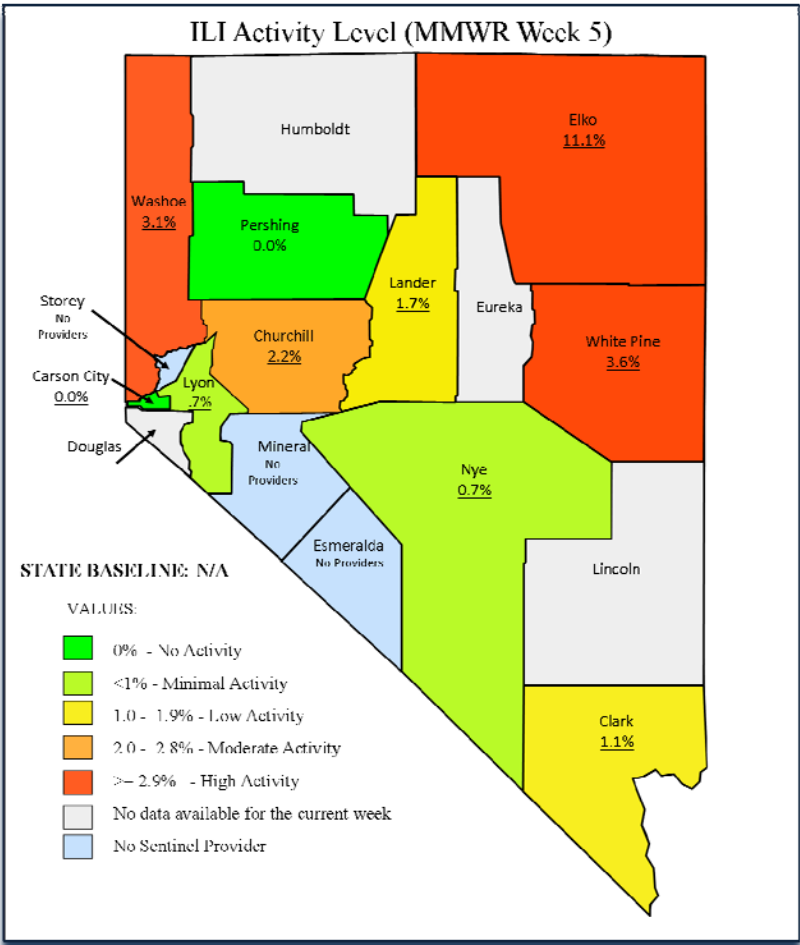 ILI Activity Level (MMWR Week 5)
Elko
11.1%
Humboldt
Washoe
3.1%
Pershing
0.0%
Lander
1.7%
Eureka
Storey
No
Providers
Churchill
2.2%
White Pine
3.6%
Carson City
0.0%
Lyon
.7%
Douglas
Mineral
No
Providers
Nye
0.7%
Esmeralda
No Providers
Lincoln
STATE BASELINE: N/A
VALUES:
0% - No Activity
<1% - Minimal Activity
1.0 - 1.9% - Low Activity
2.0 - 2.8% - Moderate Activity
>= 2.9% - High Activity
No data available for the current week
No Sentinel Provider
Clark
1.1%